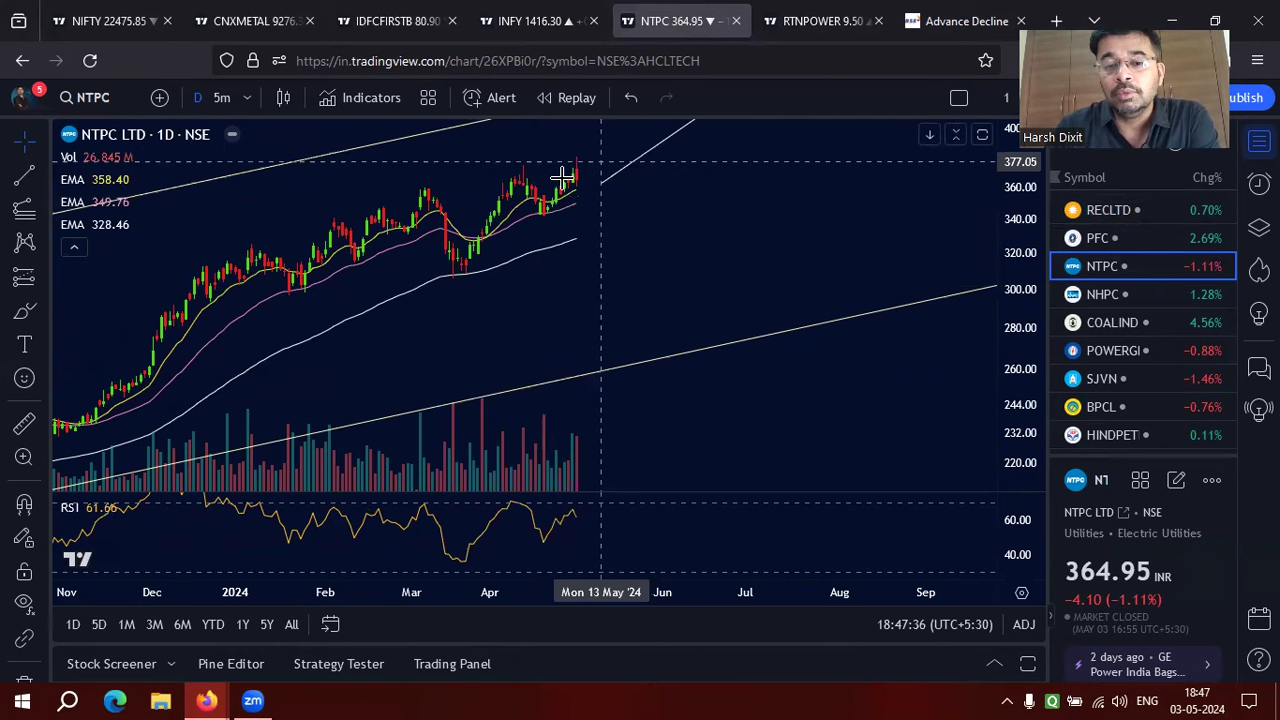 NIFTY 22475.85 ▼
CNXMETAL 9276.3
IDFCFIRSTB 80.90
INFY 1416.30 ▲
NTPC 364.95 ▼
RTNPOWER 9.50 ▲
NSE
Advance Decline
https://in.tradingview.com/chart/26XPBi0r/?symbol=NSE%3AHCLTECH
5
NTPC
D
5m
Indicators
Alert
Replay
1
Publish
Harsh Dixit
NTPC LTD · 1D · NSE
Vol 26.845 M
EMA 358.40
EMA 349.76
EMA 328.46
RSI 61.66
377.05
360.00
340.00
320.00
300.00
280.00
260.00
244.00
232.00
220.00
60.00
40.00
Nov
Dec
2024
Feb
Mar
Apr
Mon 13 May '24
Jun
Jul
Aug
Sep
1D
5D
1M
3M
6M
YTD
1Y
5Y
All
18:47:36 (UTC+5:30)
ADJ
Stock Screener
Pine Editor
Strategy Tester
Trading Panel
Symbol
Chg%
RECLTD 0.70%
PFC 2.69%
NTPC −1.11%
NHPC 1.28%
COALIND 4.56%
POWERGI −0.88%
SJVN −1.46%
BPCL −0.76%
HINDPET 0.11%
NTPC LTD · NSE
Utilities · Electric Utilities
364.95 INR
−4.10 (−1.11%)
MARKET CLOSED
(MAY 03 16:55 UTC+5:30)
2 days ago · GE
Power India Bags...
zm
ENG
18:47
03-05-2024